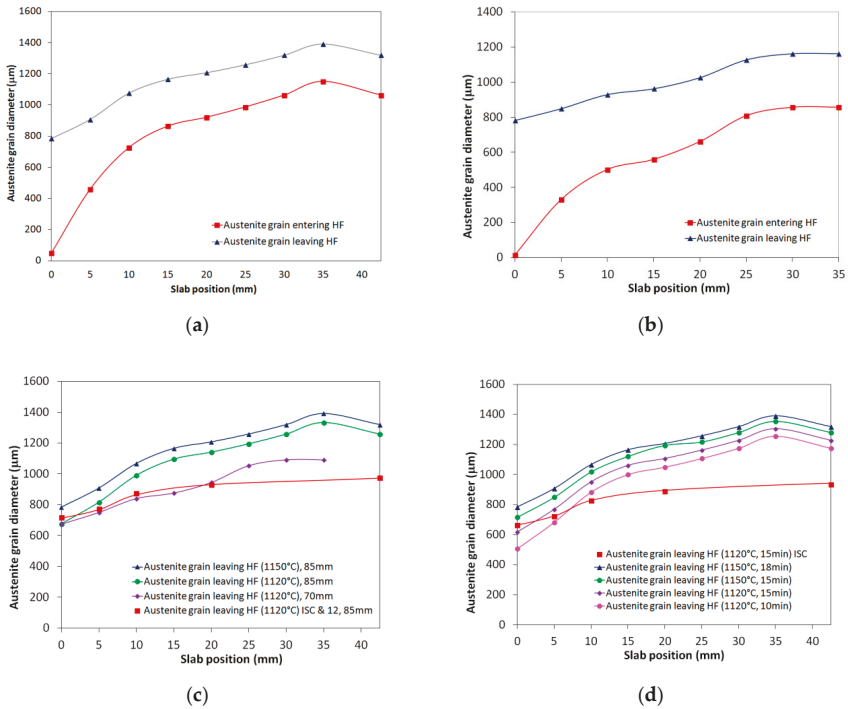 1600
1400
1200
1000
800
600
400
200
0
Austenite grain diameter (µm)
Austenite grain entering HF
Austenite grain leaving HF
0 5 10 15 20 25 30 35 40
Slab position (mm)
(a)
1400
1200
1000
800
600
400
200
0
Austenite grain diameter (µm)
Austenite grain entering HF
Austenite grain leaving HF
0 5 10 15 20 25 30 35
Slab position (mm)
(b)
1600
1400
1200
1000
800
600
400
200
0
Austenite grain diameter (µm)
Austenite grain leaving HF (1150°C), 85mm
Austenite grain leaving HF (1120°C), 85mm
Austenite grain leaving HF (1120°C), 70mm
Austenite grain leaving HF (1120°C) ISC & 12, 85mm
0 5 10 15 20 25 30 35 40
Slab position (mm)
(c)
1600
1400
1200
1000
800
600
400
200
0
Austenite grain diameter (µm)
Austenite grain leaving HF (1120°C, 15min) ISC
Austenite grain leaving HF (1150°C, 18min)
Austenite grain leaving HF (1150°C, 15min)
Austenite grain leaving HF (1120°C, 15min)
Austenite grain leaving HF (1120°C, 10min)
0 5 10 15 20 25 30 35 40
Slab position (mm)
(d)